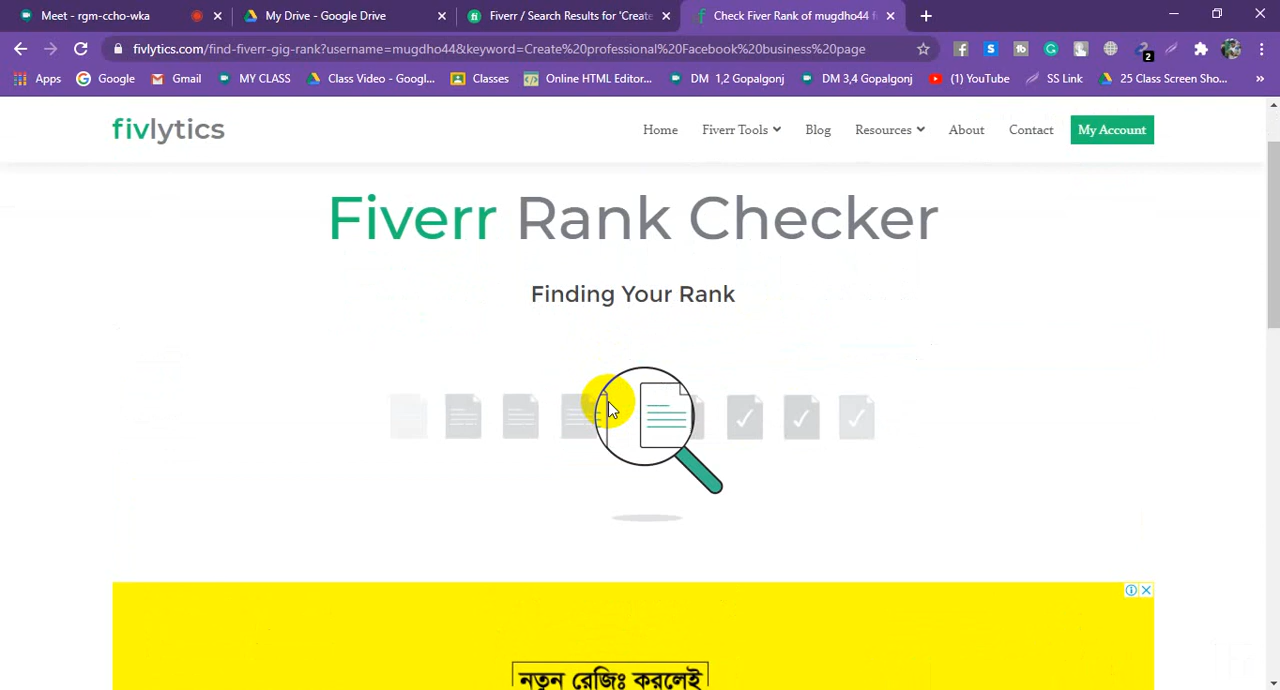 Meet - rgm-ccho-wka
My Drive - Google Drive
Fiverr / Search Results for 'Create
Check Fiver Rank of mugdho44 f
fivlytics.com/find-fiverr-gig-rank?username=mugdho44&keyword=Create%20professional%20Facebook%20business%20page
2
Apps
Google
Gmail
MY CLASS
Class Video - Googl...
Classes
Online HTML Editor...
DM 1,2 Gopalgonj
DM 3,4 Gopalgonj
(1) YouTube
SS Link
25 Class Screen Sho...
fivlytics
Home
Fiverr Tools
Blog
Resources
About
Contact
My Account
Fiverr Rank Checker
Finding Your Rank
নতুন রেজিঃ করলেই